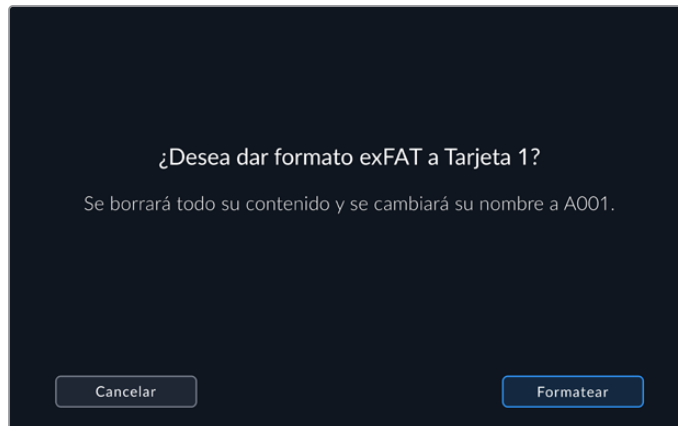 ¿Desea dar formato exFAT a Tarjeta 1?
Se borrará todo su contenido y se cambiará su nombre a A001.
Cancelar
Formatear